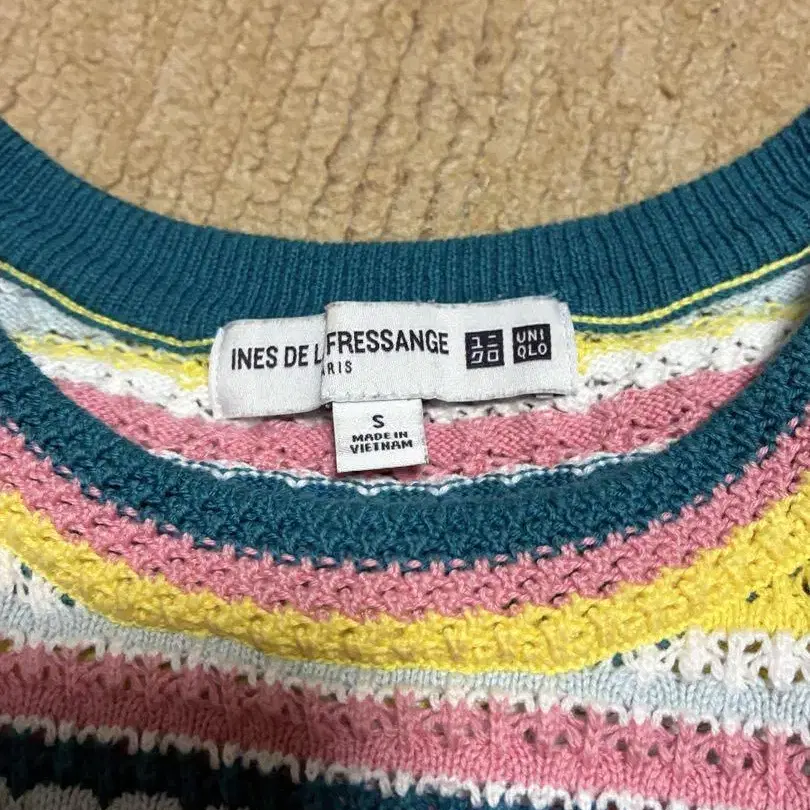 INES DE L FRESSANGE
ARIS
ユニ
クロ
UNI
QLO
S
MADE IN
VIETNAM